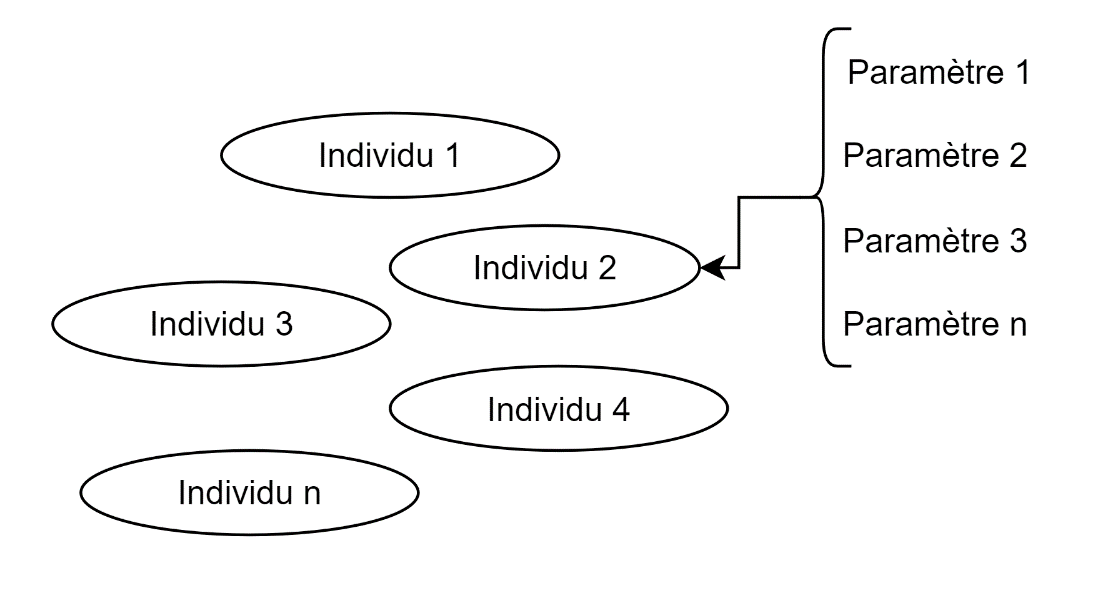 Individu 1
Individu 2
Individu 3
Individu 4
Individu n
Paramètre 1
Paramètre 2
Paramètre 3
Paramètre n